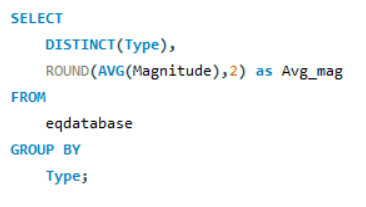 SELECT
DISTINCT(Type),
ROUND(AVG(Magnitude),2) as Avg_mag
FROM
eqdatabase
GROUP BY
Type;